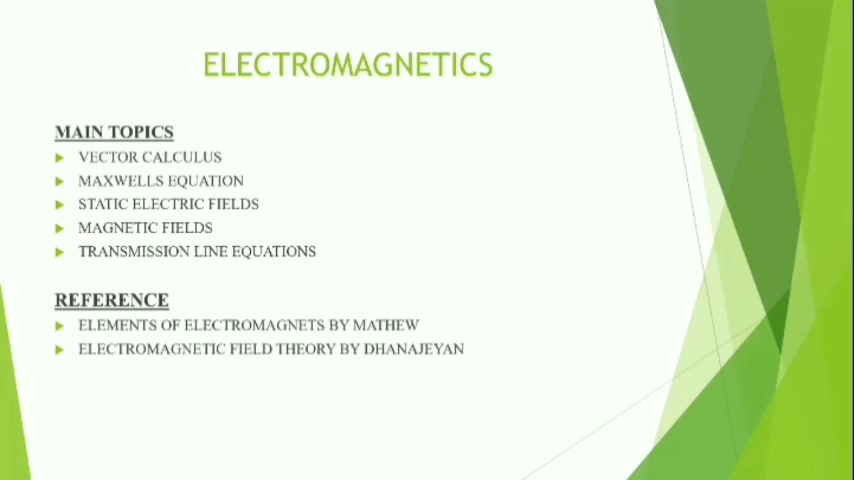 ELECTROMAGNETICS
MAIN TOPICS
VECTOR CALCULUS
MAXWELLS EQUATION
STATIC ELECTRIC FIELDS
MAGNETIC FIELDS
TRANSMISSION LINE EQUATIONS
REFERENCE
ELEMENTS OF ELECTROMAGNETS BY MATHEW
ELECTROMAGNETIC FIELD THEORY BY DHANAJEYAN